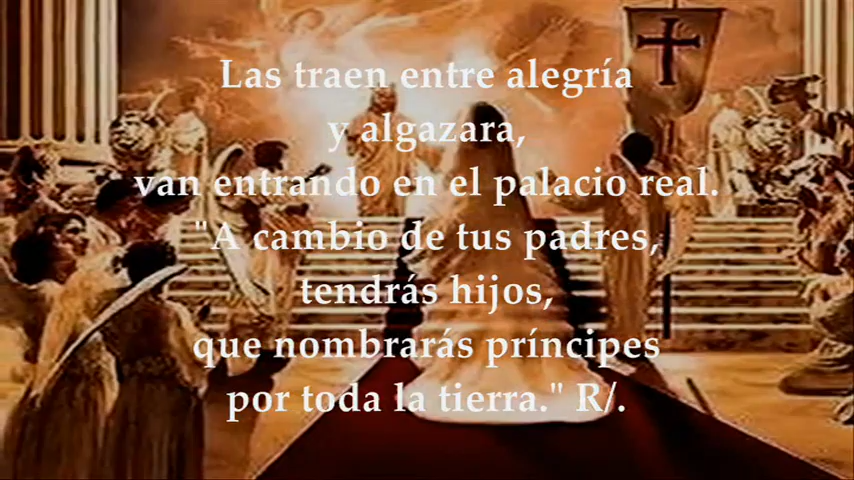 Las traen entre alegría
y algazara,
van entrando en el palacio real.
"A cambio de tus padres,
tendrás hijos,
que nombrarás príncipes
por toda la tierra." R/.